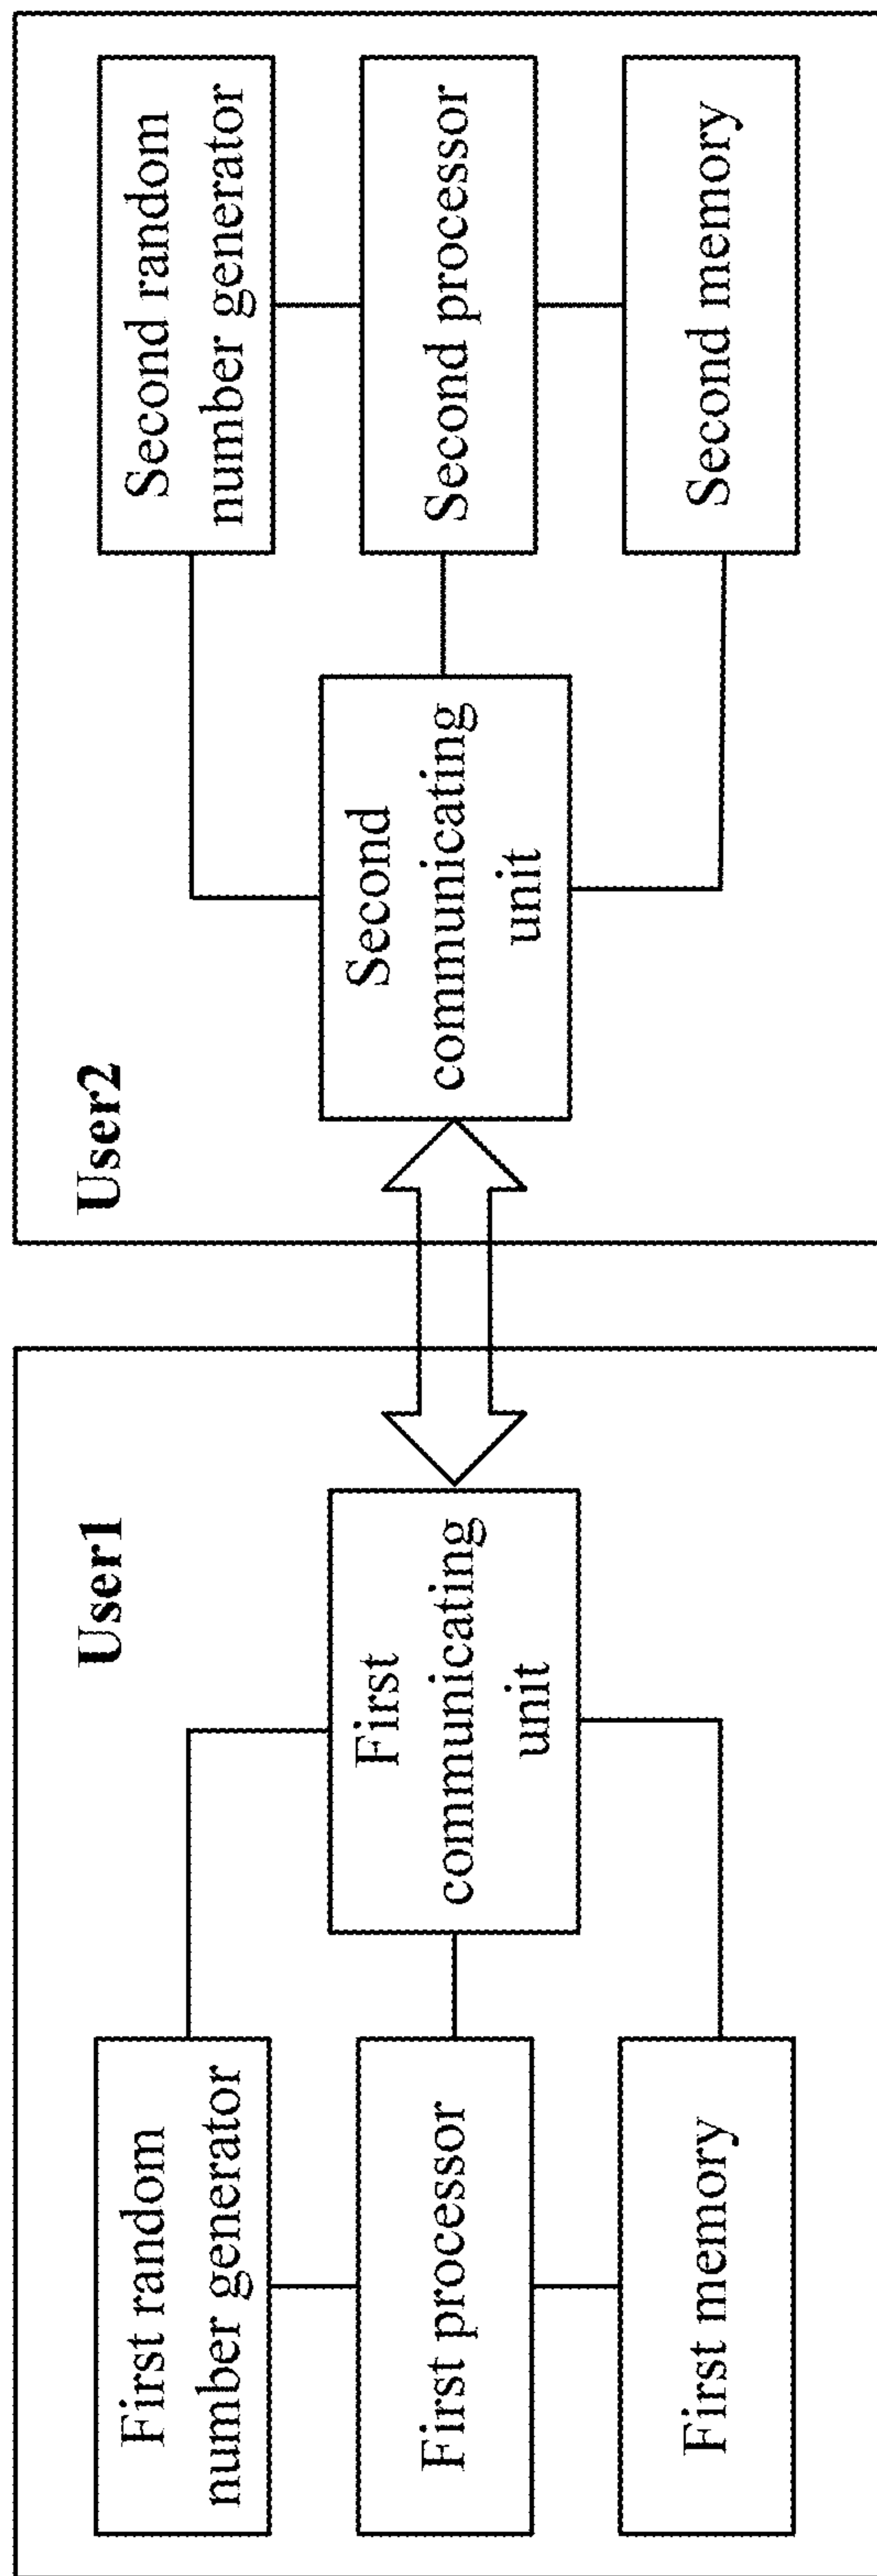 User1
First random
number generator
First processor
First memory
First
communicating
unit
User2
Second
communicating
unit
Second random
number generator
Second processor
Second memory